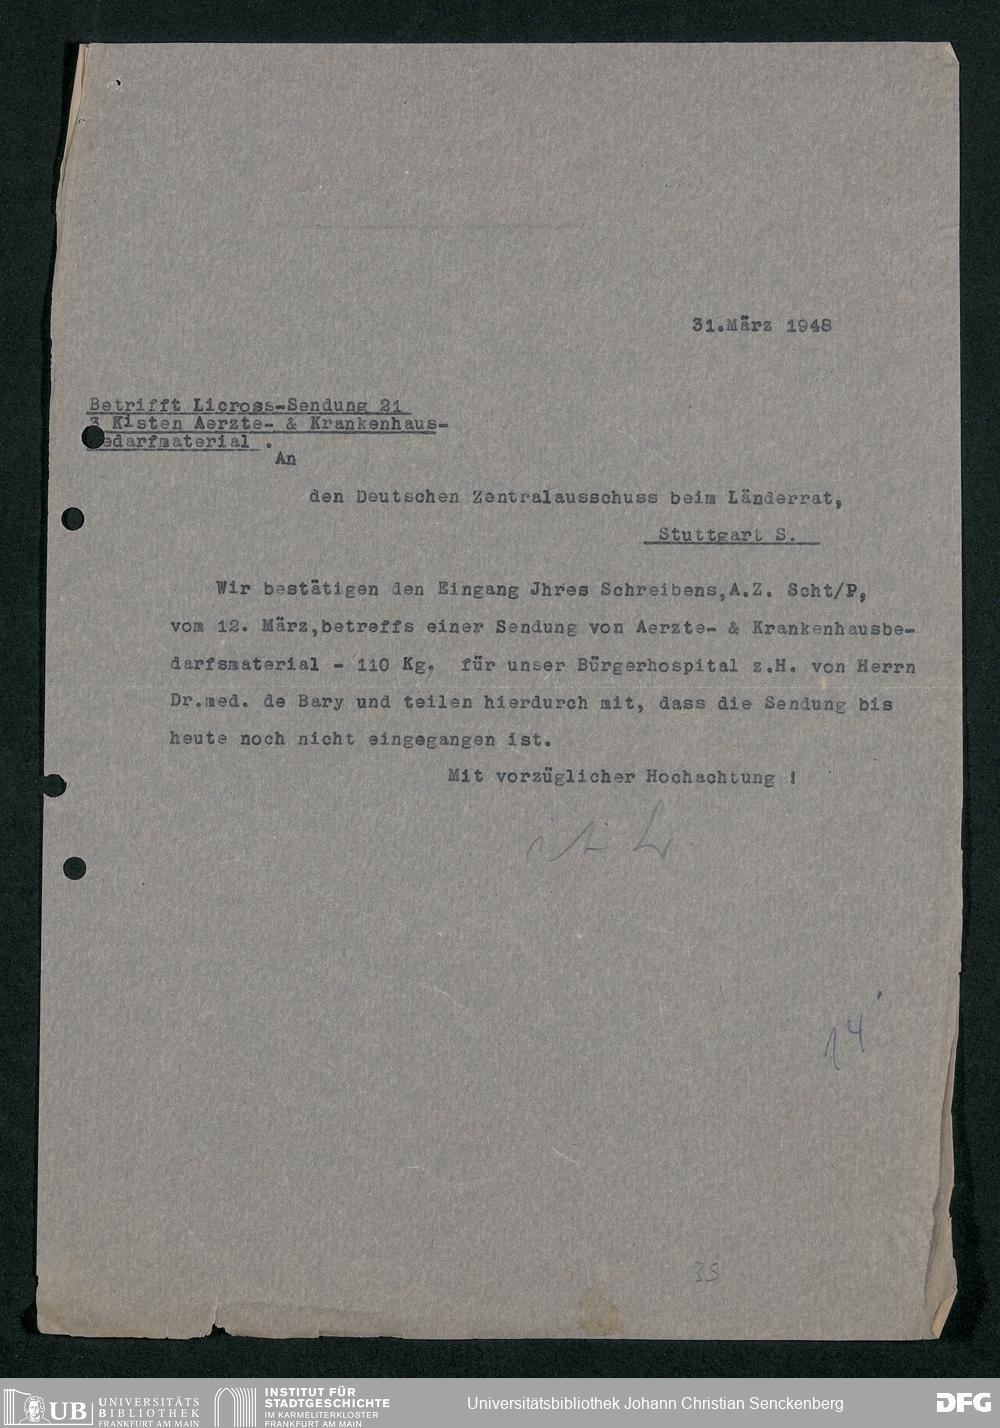 31.März 1948
Betrifft Licross-Sendung 21
3 Kisten Aerzte- & Krankenhaus-
edarfmaterial .
An
den Deutschen Zentralausschuss beim Länderrat,
Stuttgart S.
Wir bestätigen den Eingang Jhres Schreibens,A.Z. Scht/P,
vom 12. März,betreffs einer Sendung von Aerzte- & Krankenhausbe-
darfsmaterial - 110 Kg, für unser Bürgerhospital z.H. von Herrn
Dr.med. de Bary und teilen hierdurch mit, dass die Sendung bis
heute noch nicht eingegangen ist.
Mit vorzüglicher Hochachtung !
14
35
UB UNIVERSITÄTS
BIBLIOTHEK
FRANKFURT AM MAIN
INSTITUT FÜR
STADTGESCHICHTE
IM KARMELITERKLOSTER
FRANKFURT AM MAIN
Universitätsbibliothek Johann Christian Senckenberg
DFG